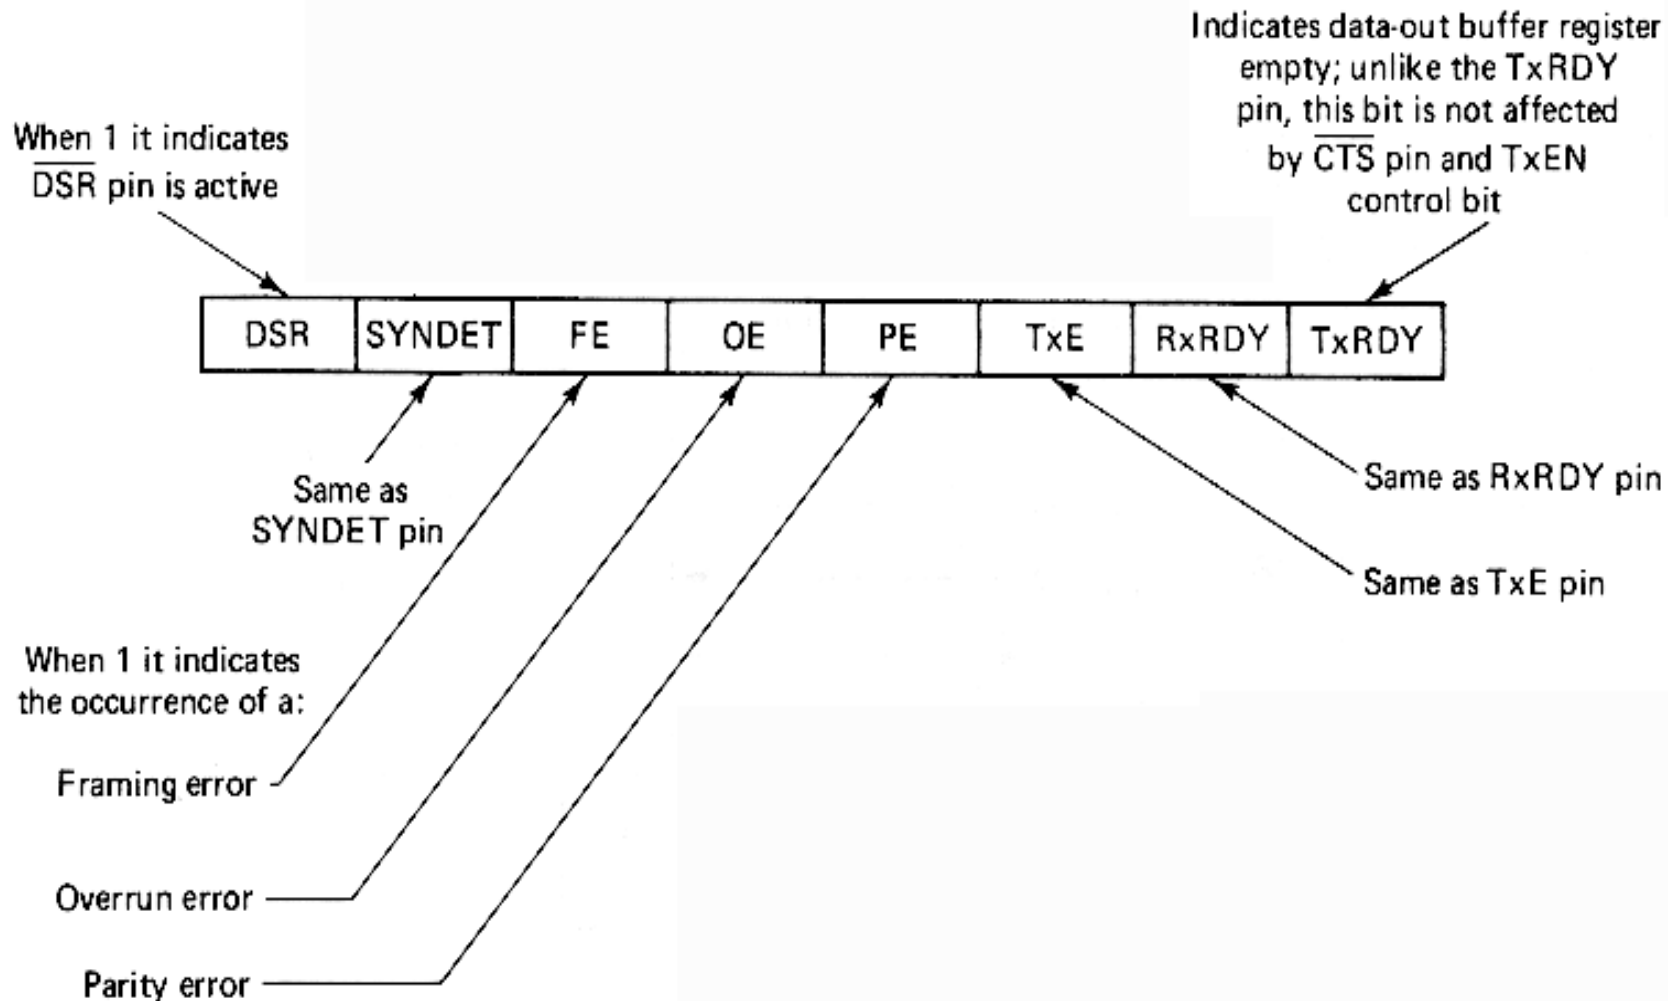 Indicates data-out buffer register
empty; unlike the TxRDY
pin, this bit is not affected
by CTS pin and TxEN
control bit
When 1 it indicates
DSR pin is active
DSR SYNDET FE OE PE TxE RxRDY TxRDY
Same as
SYNDET pin
Same as RxRDY pin
Same as TxE pin
When 1 it indicates
the occurrence of a:
Framing error
Overrun error
Parity error